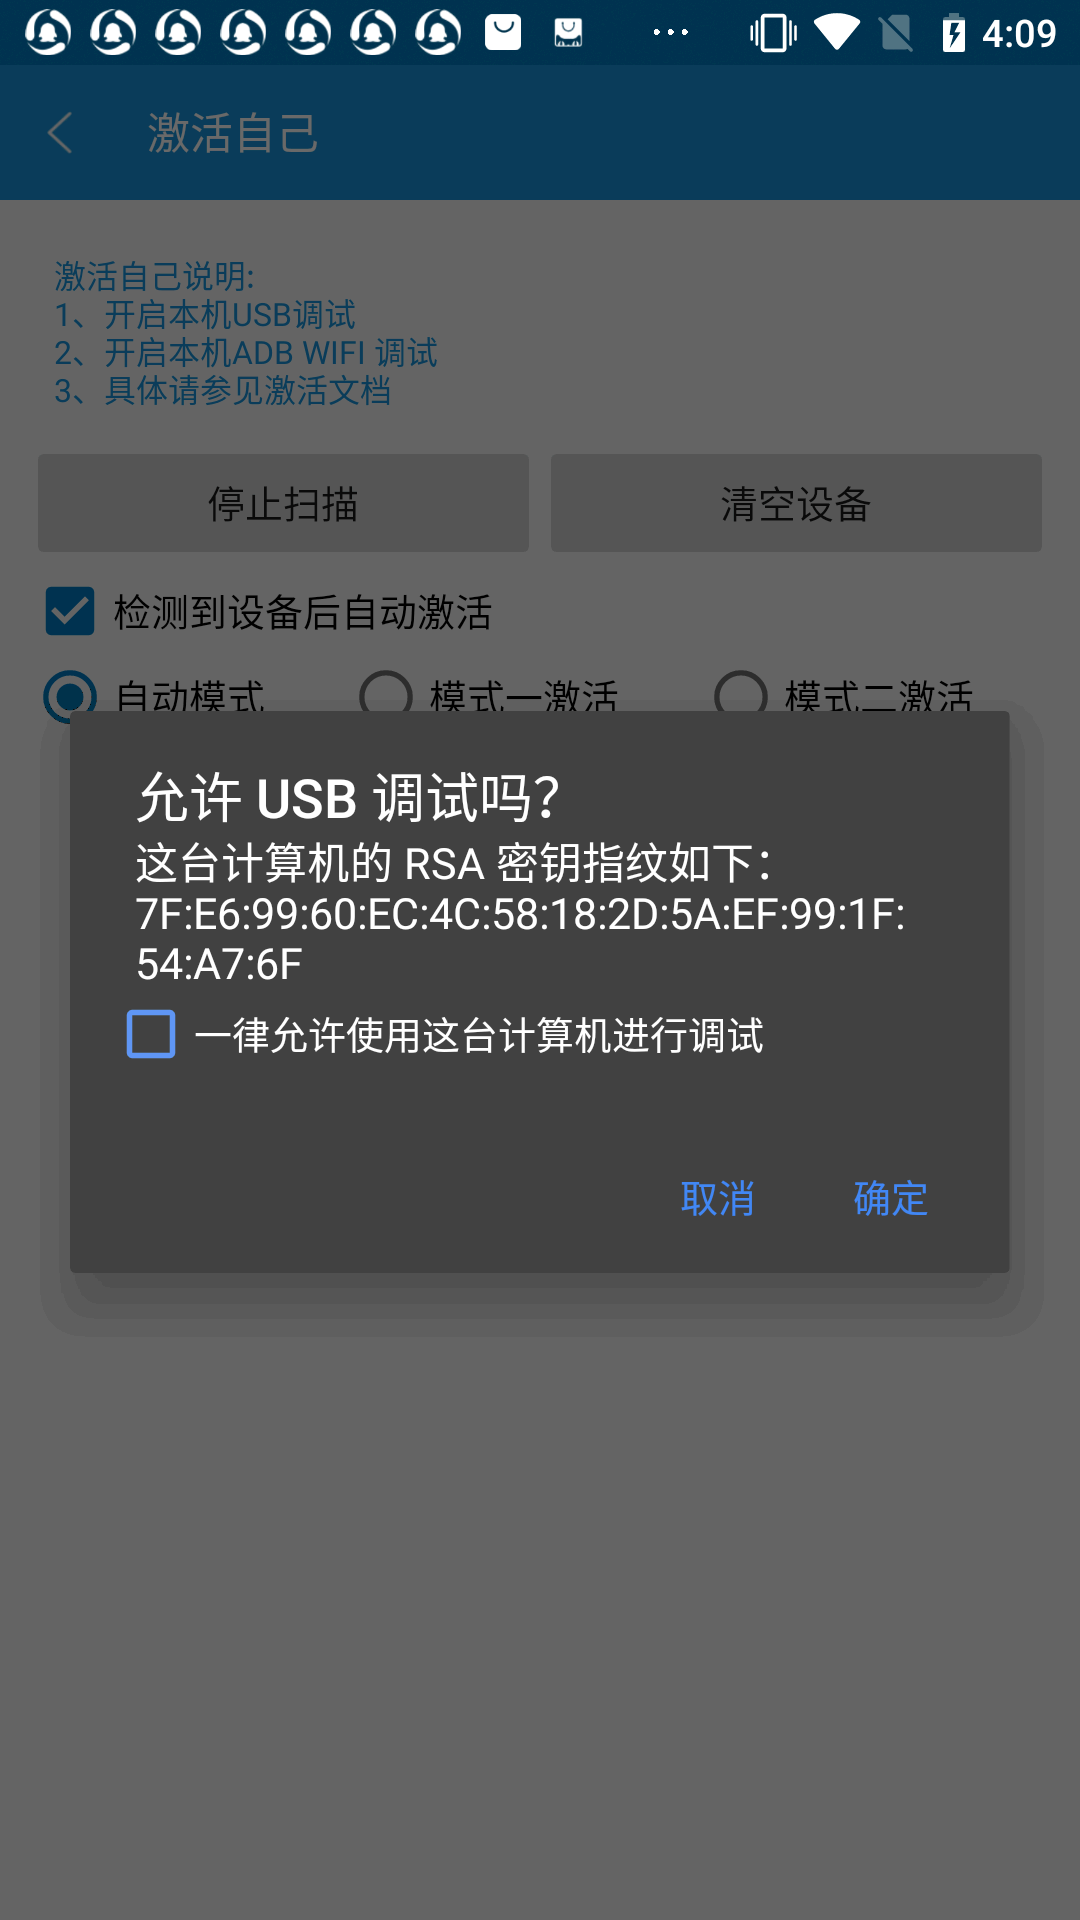 4:09
激活自己
激活自己说明:
1、开启本机USB调试
2、开启本机ADB WIFI 调试
3、具体请参见激活文档
停止扫描
清空设备
检测到设备后自动激活
自动模式
模式一激活
模式二激活
允许 USB 调试吗？
这台计算机的 RSA 密钥指纹如下：
7F:E6:99:60:EC:4C:58:18:2D:5A:EF:99:1F:
54:A7:6F
一律允许使用这台计算机进行调试
取消
确定